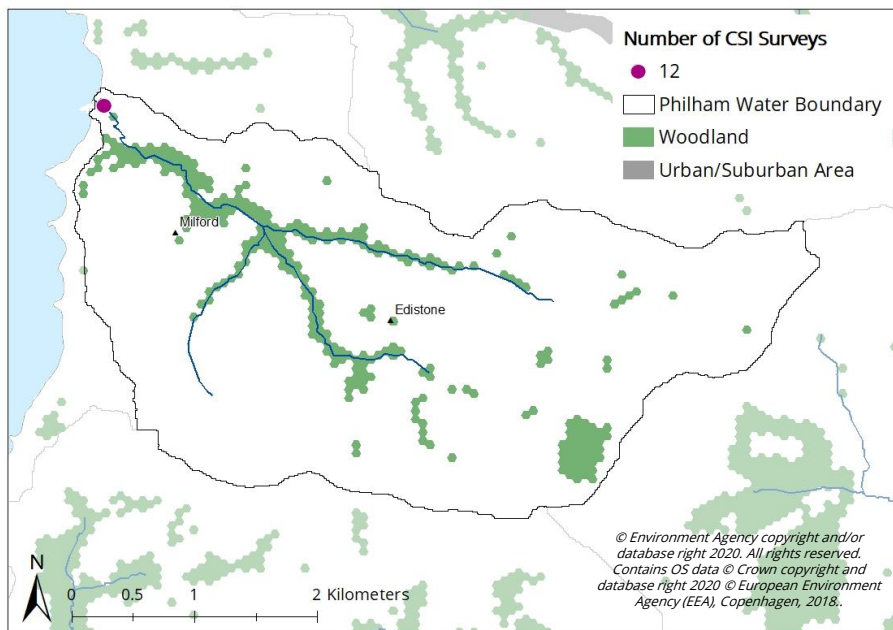 Number of CSI Surveys
12
Philham Water Boundary
Woodland
Urban/Suburban Area
Milford
Edistone
© Environment Agency copyright and/or
database right 2020. All rights reserved.
Contains OS data © Crown copyright and
database right 2020 © European Environment
Agency (EEA), Copenhagen, 2018..
N
0 0.5 1 2 Kilometers